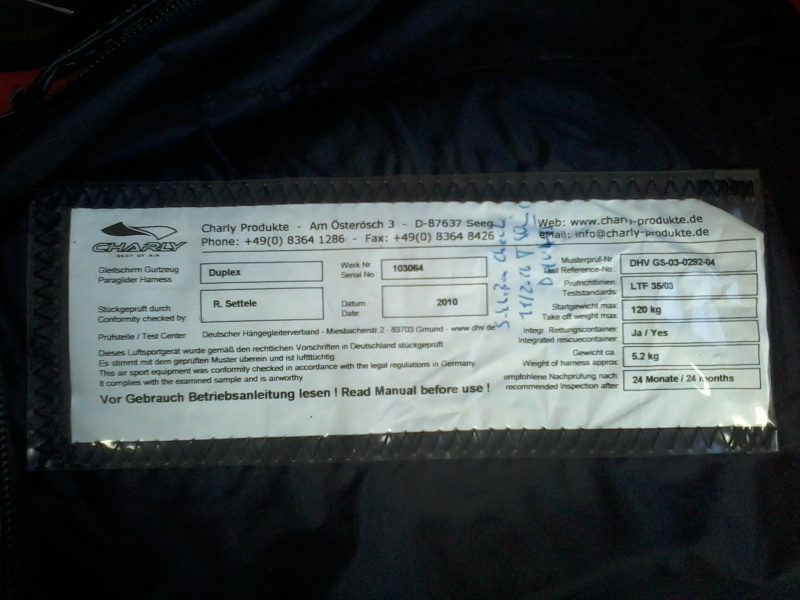 CHARLY
BEST OF AIR
Charly Produkte - Am Österösch 3 - D-87637 Seeg
Phone: +49(0) 8364 1286 - Fax: +49(0) 8364 8426
Web: www.charly-produkte.de
eMail: info@charly-produkte.de
Gleitschirm Gurtzeug
Paraglider Harness
Duplex
Werk Nr
Serial No
103064
Stückgeprüft durch:
Conformity checked by:
R. Settele
Datum.
Date:
2010
Prüfstelle / Test Center
Deutscher Hängegleiterverband - Miesbacherstr 2 - 83703 Gmund - www dhv de
Dieses Luftsportgerät wurde gemäß den rechtlichen Vorschriften in Deutschland stückgeprüft.
Es stimmt mit dem geprüften Muster überein und ist lufttüchtig.
This air sport equipment was conformity checked in accordance with the legal regulations in Germany
It complies with the examined sample and is airworthy
Vor Gebrauch Betriebsanleitung lesen ! Read Manual before use !
Musterprüf-Nr.
Test Reference-No.
DHV GS-03-0292-04
Prüfrichtlinien:
Teststandards:
LTF 35/03
Startgewicht max:
Take off weight max:
120 kg
Integr. Rettungscontainer:
Integrated rescuecontainer:
Ja / Yes
Gewicht ca.
Weight of harness approx:
5.2 kg
empfohlene Nachprüfung nach:
recommended Inspection after:
24 Monate / 24 months